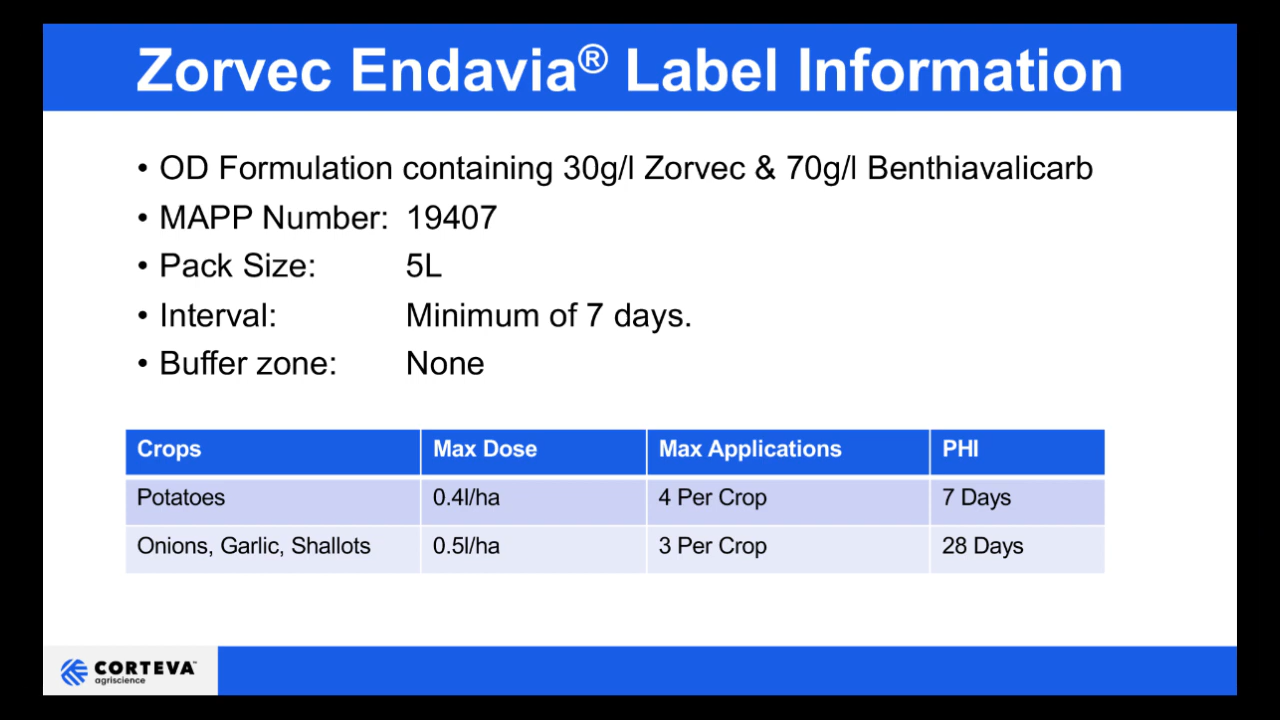 Zorvec Endavia® Label Information
• OD Formulation containing 30g/l Zorvec & 70g/l Benthiavalicarb
• MAPP Number: 19407
• Pack Size: 5L
• Interval: Minimum of 7 days.
• Buffer zone: None
Crops Max Dose Max Applications PHI
Potatoes 0.4l/ha 4 Per Crop 7 Days
Onions, Garlic, Shallots 0.5l/ha 3 Per Crop 28 Days
CORTEVA™
agriscience